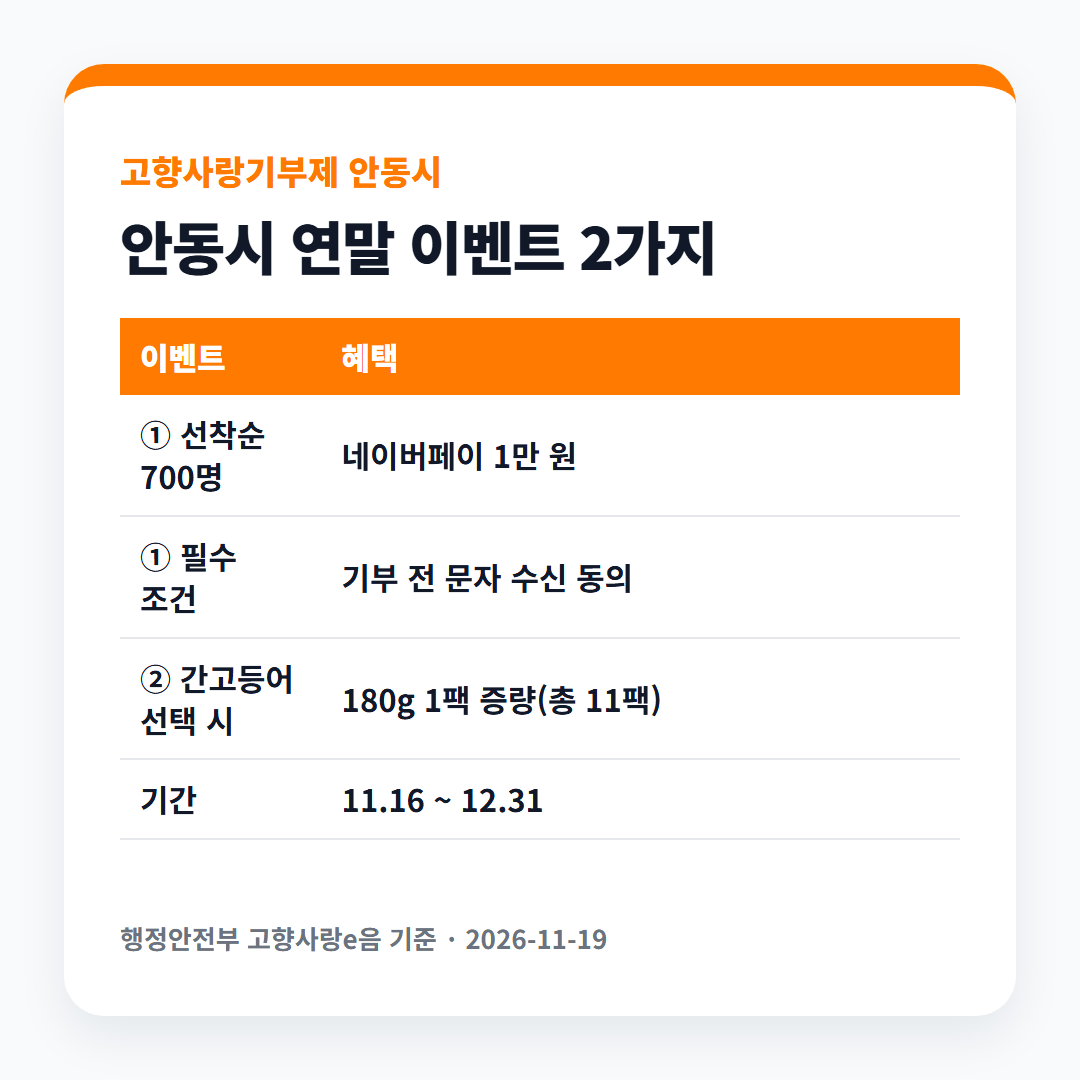 고향사랑기부제 안동시
안동시 연말 이벤트 2가지
이벤트 혜택
① 선착순
700명
네이버페이 1만 원
① 필수
조건
기부 전 문자 수신 동의
② 간고등어
선택 시
180g 1팩 증량(총 11팩)
기간 11.16 ~ 12.31
행정안전부 고향사랑e음 기준 · 2026-11-19